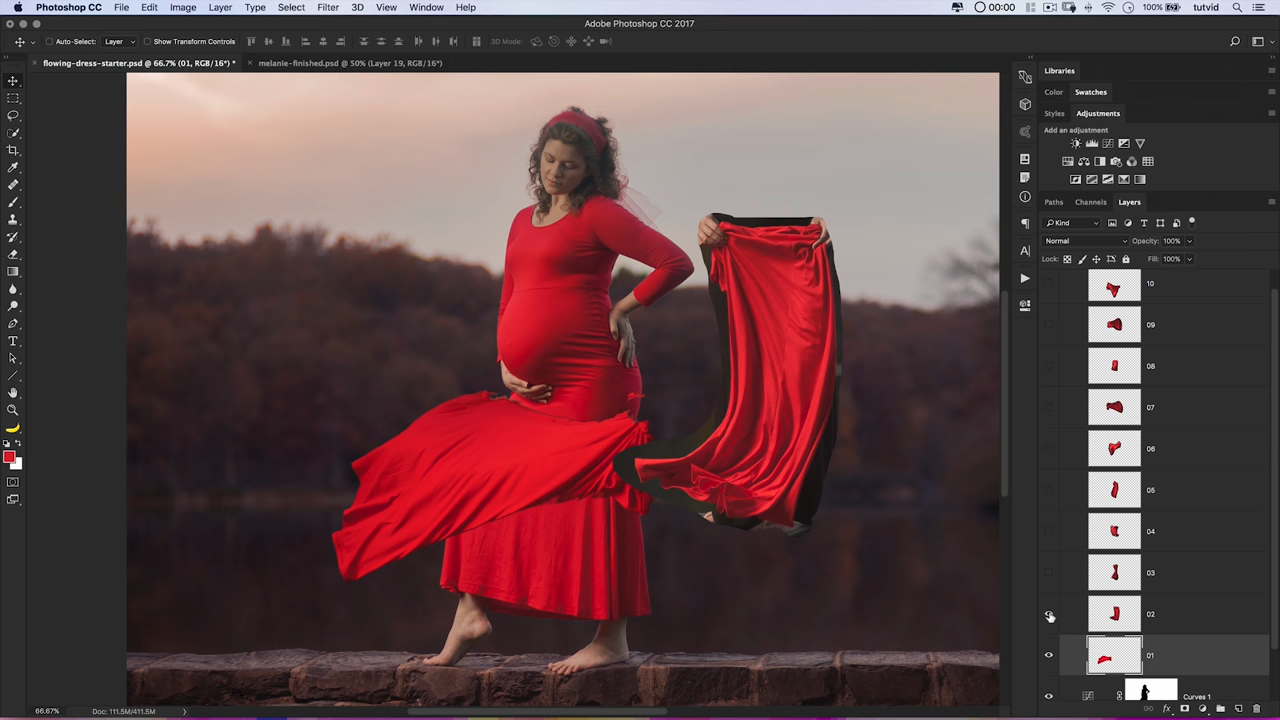 Photoshop CC File Edit Image Layer Type Select Filter 3D View Window Help 00:00 100% tutvid
Adobe Photoshop CC 2017
Auto-Select: Layer Show Transform Controls 3D Mode:
× flowing-dress-starter.psd @ 66.7% (01, RGB/16*) * × melanie-finished.psd @ 50% (Layer 19, RGB/16*)
Libraries
Color Swatches
Styles Adjustments
Add an adjustment
Paths Channels Layers
Kind
Normal Opacity: 100%
Lock: Fill: 100%
10
09
08
07
06
05
04
03
02
01
Curves 1
66.67% Doc: 111.5M/411.5M